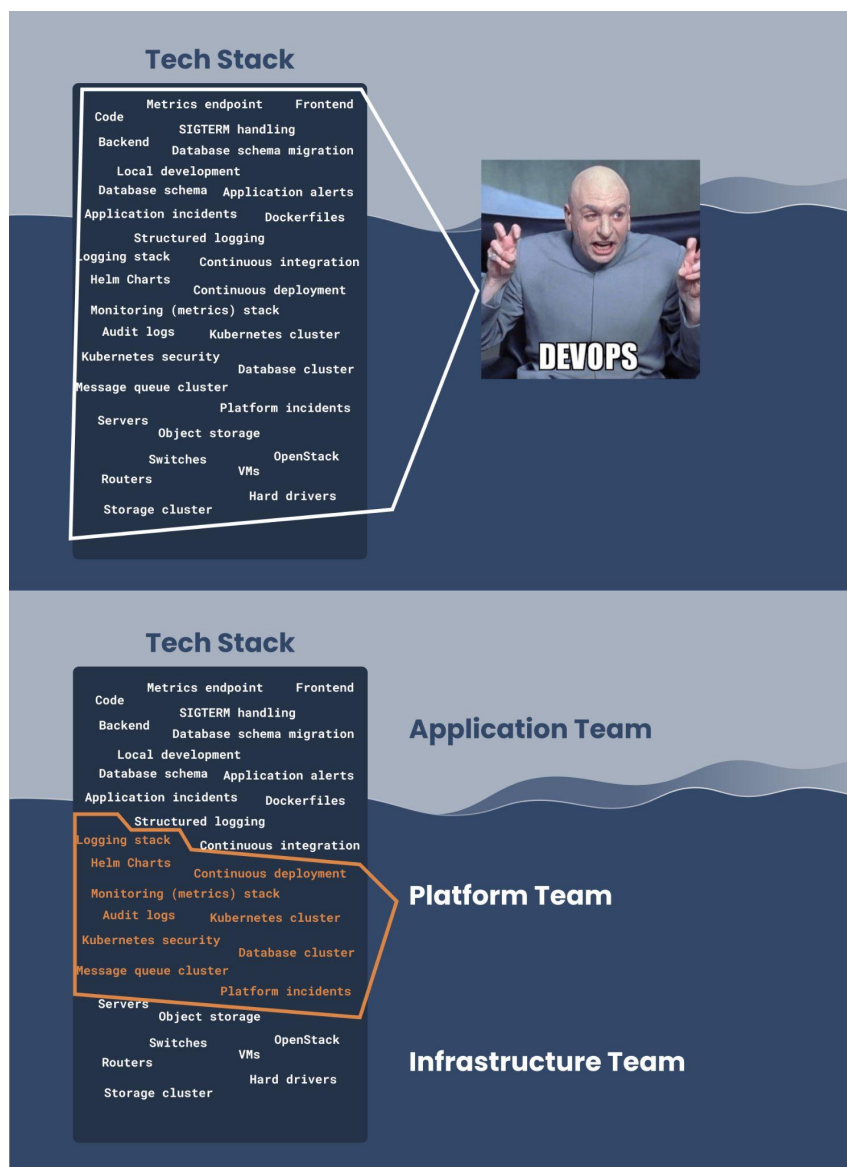 Tech Stack
Metrics endpoint Frontend
Code
SIGTERM handling
Backend
Database schema migration
Local development
Database schema Application alerts
Application incidents Dockerfiles
Structured logging
Logging stack Continuous integration
Helm Charts
Continuous deployment
Monitoring (metrics) stack
Audit logs Kubernetes cluster
Kubernetes security
Database cluster
Message queue cluster
Platform incidents
Servers
Object storage
Switches OpenStack
VMs
Routers
Hard drivers
Storage cluster
DEVOPS
Tech Stack
Metrics endpoint Frontend
Code
SIGTERM handling
Backend
Database schema migration
Local development
Database schema Application alerts
Application incidents Dockerfiles
Structured logging
Logging stack Continuous integration
Helm Charts
Continuous deployment
Monitoring (metrics) stack
Audit logs Kubernetes cluster
Kubernetes security
Database cluster
Message queue cluster
Platform incidents
Servers
Object storage
Switches OpenStack
VMs
Routers
Hard drivers
Storage cluster
Application Team
Platform Team
Infrastructure Team